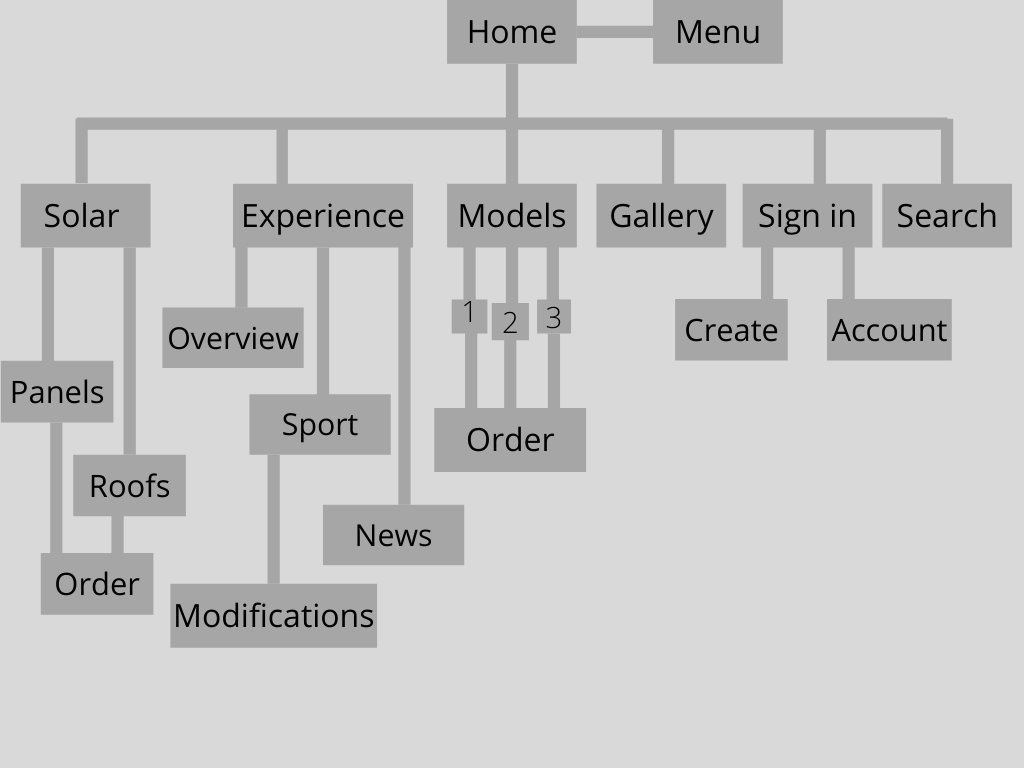 Home
Menu
Solar
Experience
Models
Gallery
Sign in
Search
1
2
3
Overview
Create
Account
Panels
Sport
Order
Roofs
News
Order
Modifications